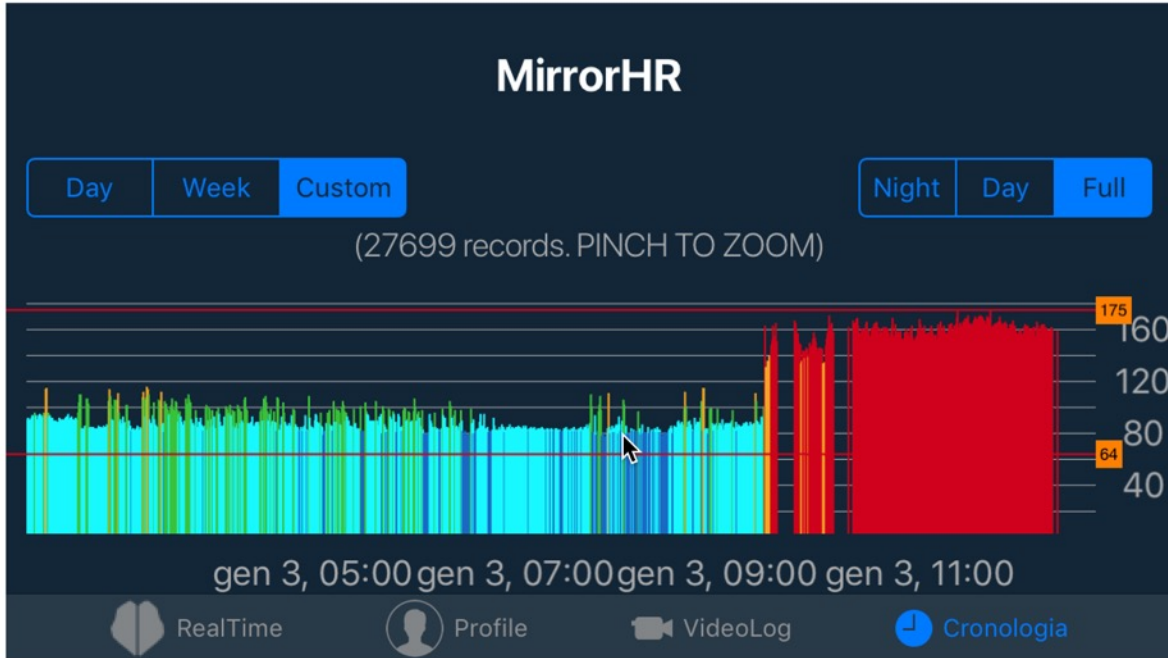 MirrorHR
Day Week Custom Night Day Full
(27699 records. PINCH TO ZOOM)
175
160
120
80
64
40
gen 3, 05:00 gen 3, 07:00 gen 3, 09:00 gen 3, 11:00
RealTime Profile VideoLog Cronologia